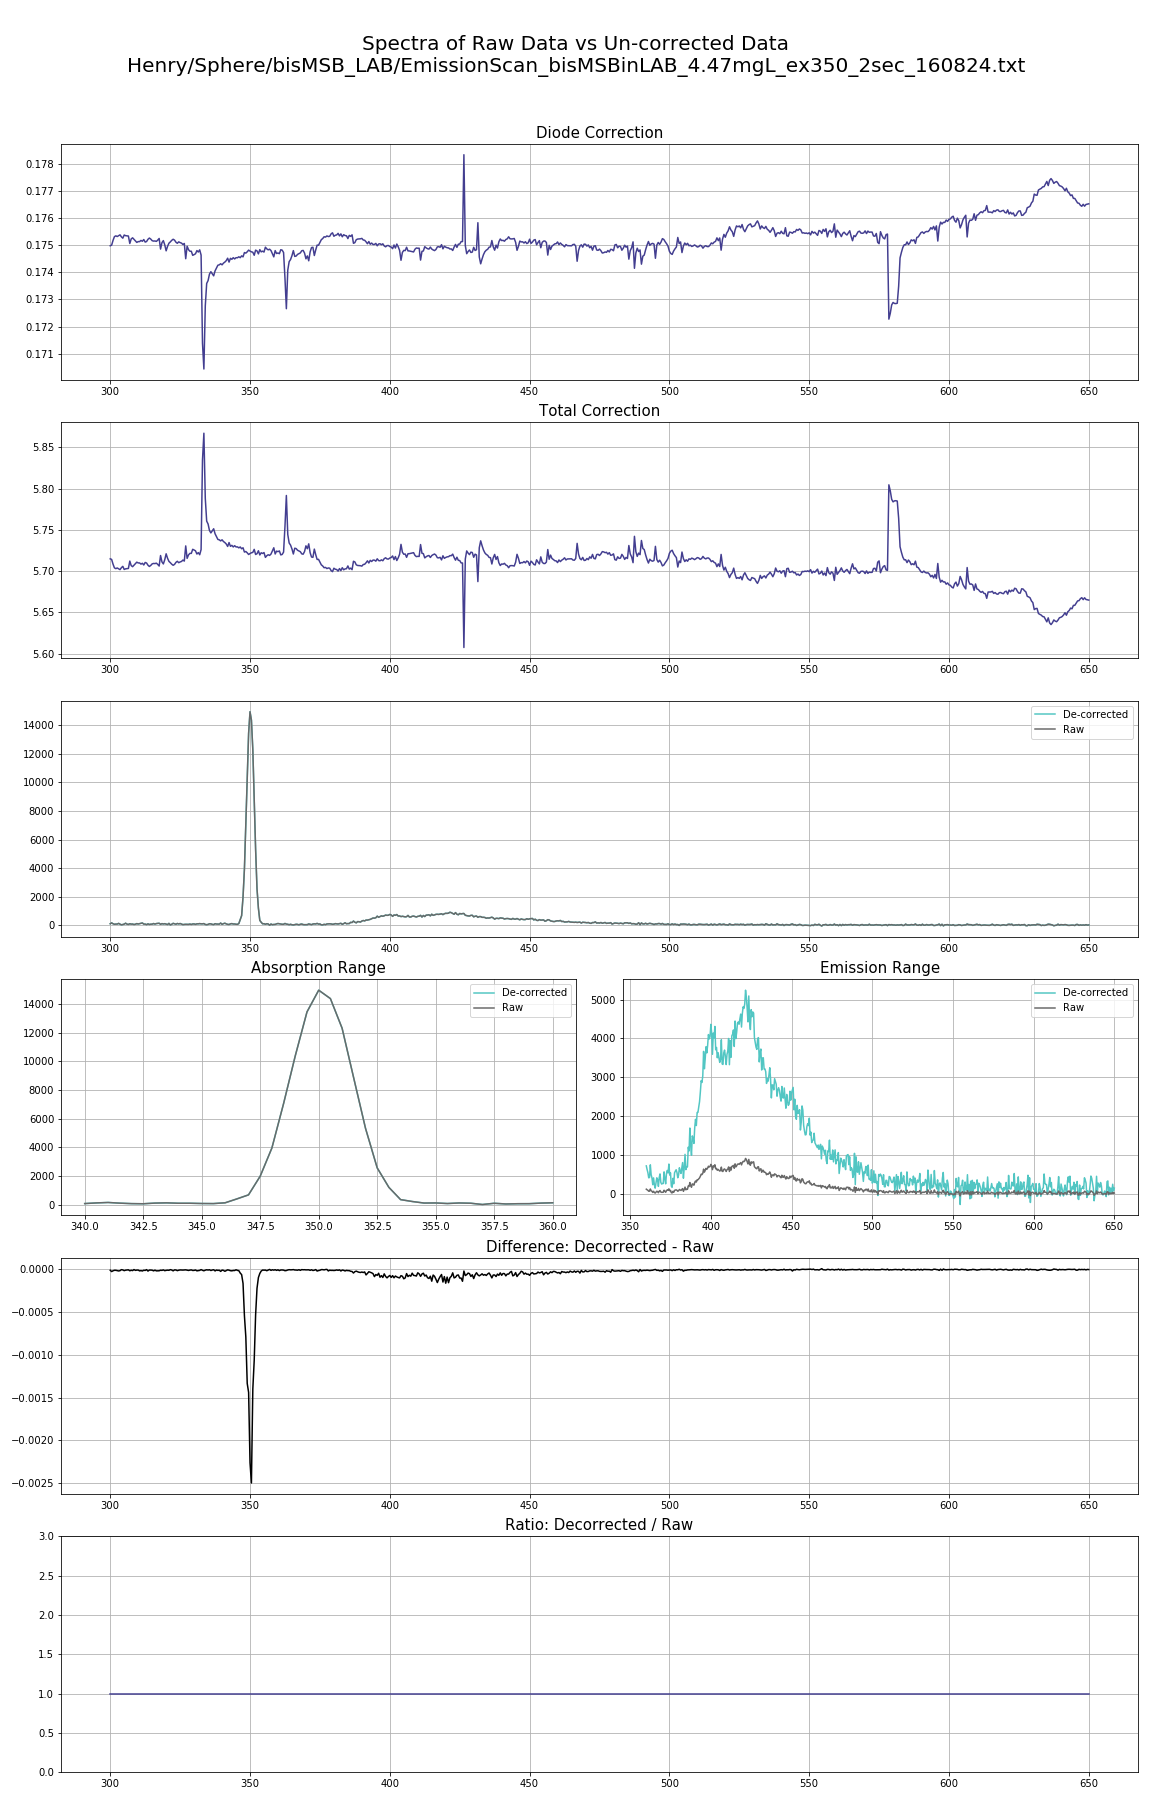 Spectra of Raw Data vs Un-corrected Data
Henry/Sphere/bisMSB_LAB/EmissionScan_bisMSBinLAB_4.47mgL_ex350_2sec_160824.txt
Diode Correction
0.178
0.177
0.176
0.175
0.174
0.173
0.172
0.171
300 350 400 450 500 550 600 650
Total Correction
5.85
5.80
5.75
5.70
5.65
5.60
300 350 400 450 500 550 600 650
De-corrected
Raw
14000
12000
10000
8000
6000
4000
2000
0
300 350 400 450 500 550 600 650
Absorption Range
De-corrected
Raw
14000
12000
10000
8000
6000
4000
2000
0
340.0 342.5 345.0 347.5 350.0 352.5 355.0 357.5 360.0
Emission Range
De-corrected
Raw
5000
4000
3000
2000
1000
0
350 400 450 500 550 600 650
Difference: Decorrected - Raw
0.0000
−0.0005
−0.0010
−0.0015
−0.0020
−0.0025
300 350 400 450 500 550 600 650
Ratio: Decorrected / Raw
3.0
2.5
2.0
1.5
1.0
0.5
0.0
300 350 400 450 500 550 600 650